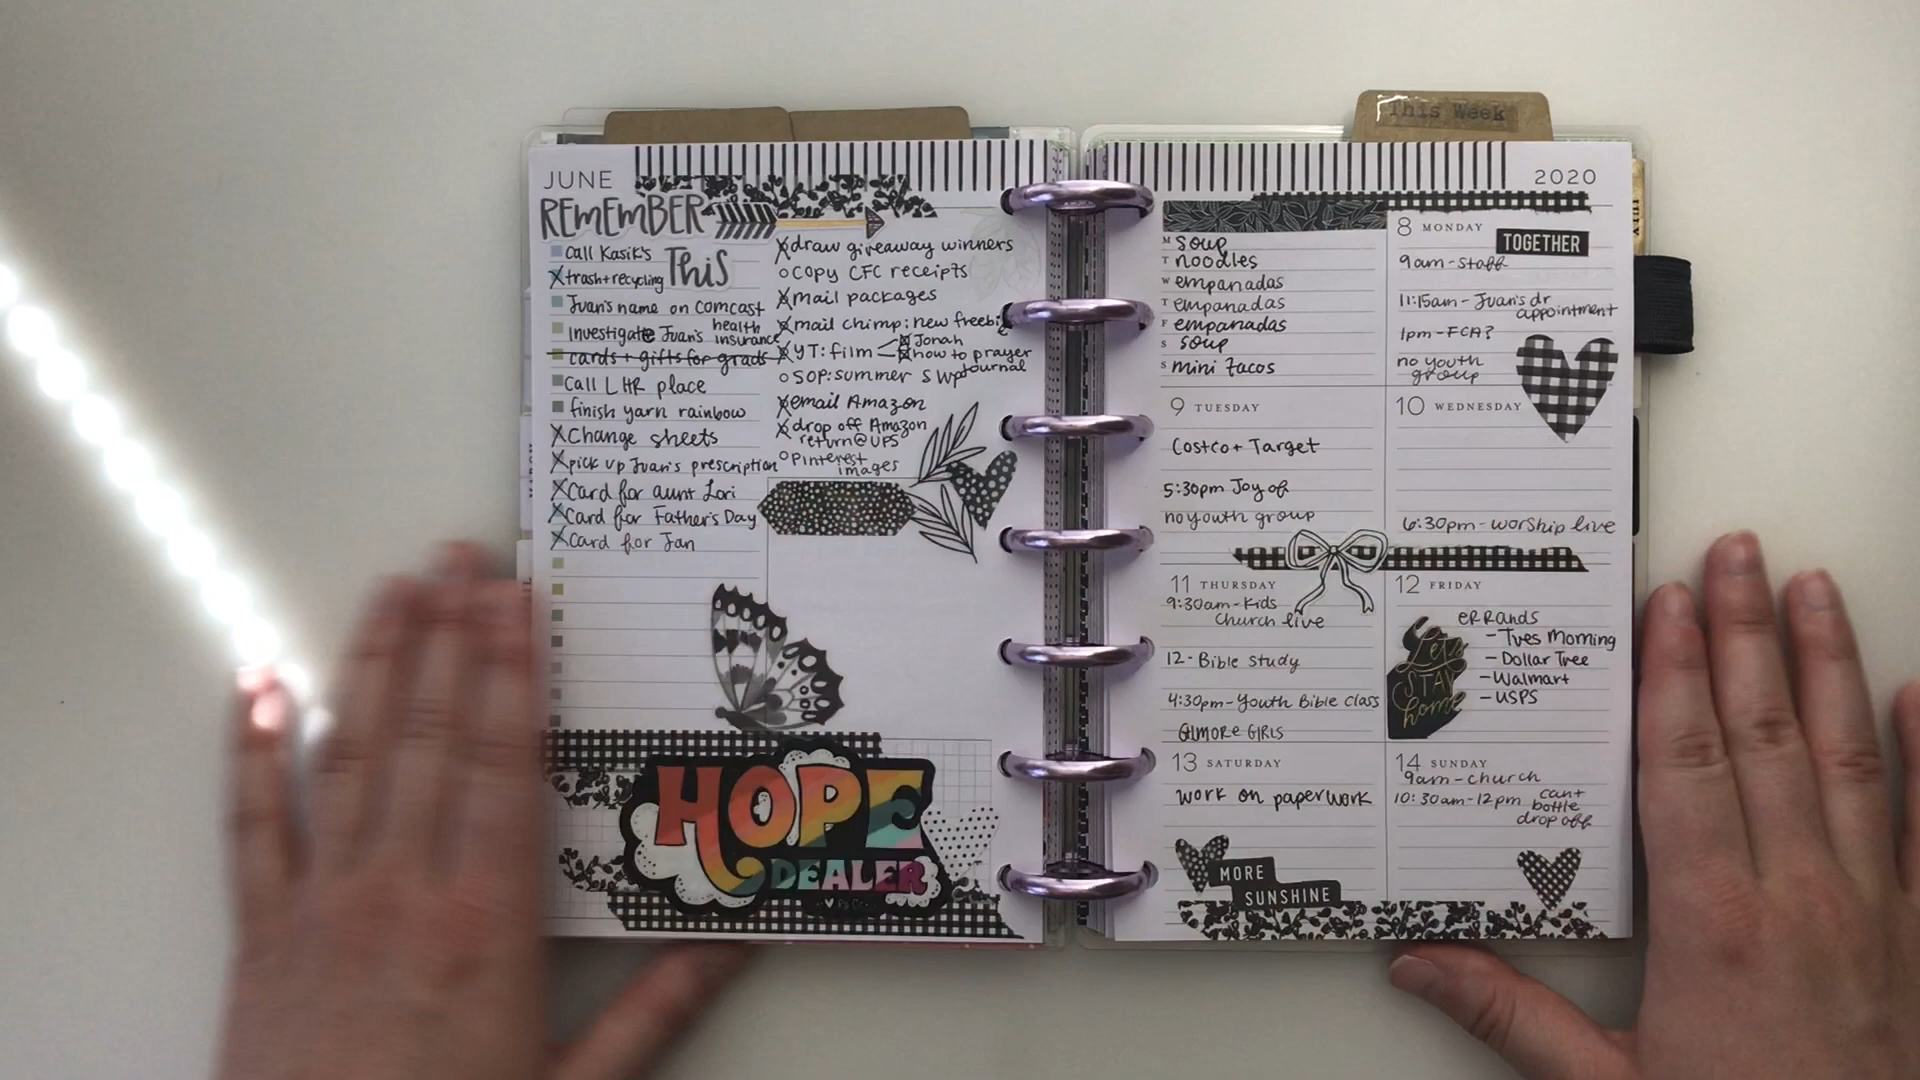 JUNE
REMEMBER
THIS
call Kasik's
X trash+recycling
Juan's name on comcast
investigate Juan's health insurance
cards + gifts for grads
Call LHR place
finish yarn rainbow
X Change sheets
X pick up Juan's prescription
X Card for aunt Lori
X Card for Father's Day
X Card for Jan
X draw giveaway winners
o copy CFC receipts
X mail packages
X mail chimp: new freebie
X YT: film
Jonah
how to prayer journal
o SOP: summer SWP
X email Amazon
X drop off Amazon
return @ UPS
o Pinterest
images
HOPE
DEALER
This Week
2020
M soup
T noodles
W empanadas
T empanadas
F empanadas
S soup
S mini tacos
8 MONDAY
TOGETHER
9am-staff
11:15am - Juan's dr
appointment
1pm-FCA?
no youth
group
9 TUESDAY
Costco + Target
5:30pm Joy of
no youth group
10 WEDNESDAY
6:30pm-worship live
11 THURSDAY
9:30am-Kids
Church live
12-Bible study
4:30pm-Youth Bible class
GILMORE GIRLS
12 FRIDAY
errands
- Tues Morning
- Dollar Tree
- Walmart
- USPS
Let's
STAY
home
13 SATURDAY
work on paperwork
MORE
SUNSHINE
14 SUNDAY
9am-church
10:30am-12pm can+
bottle
drop off